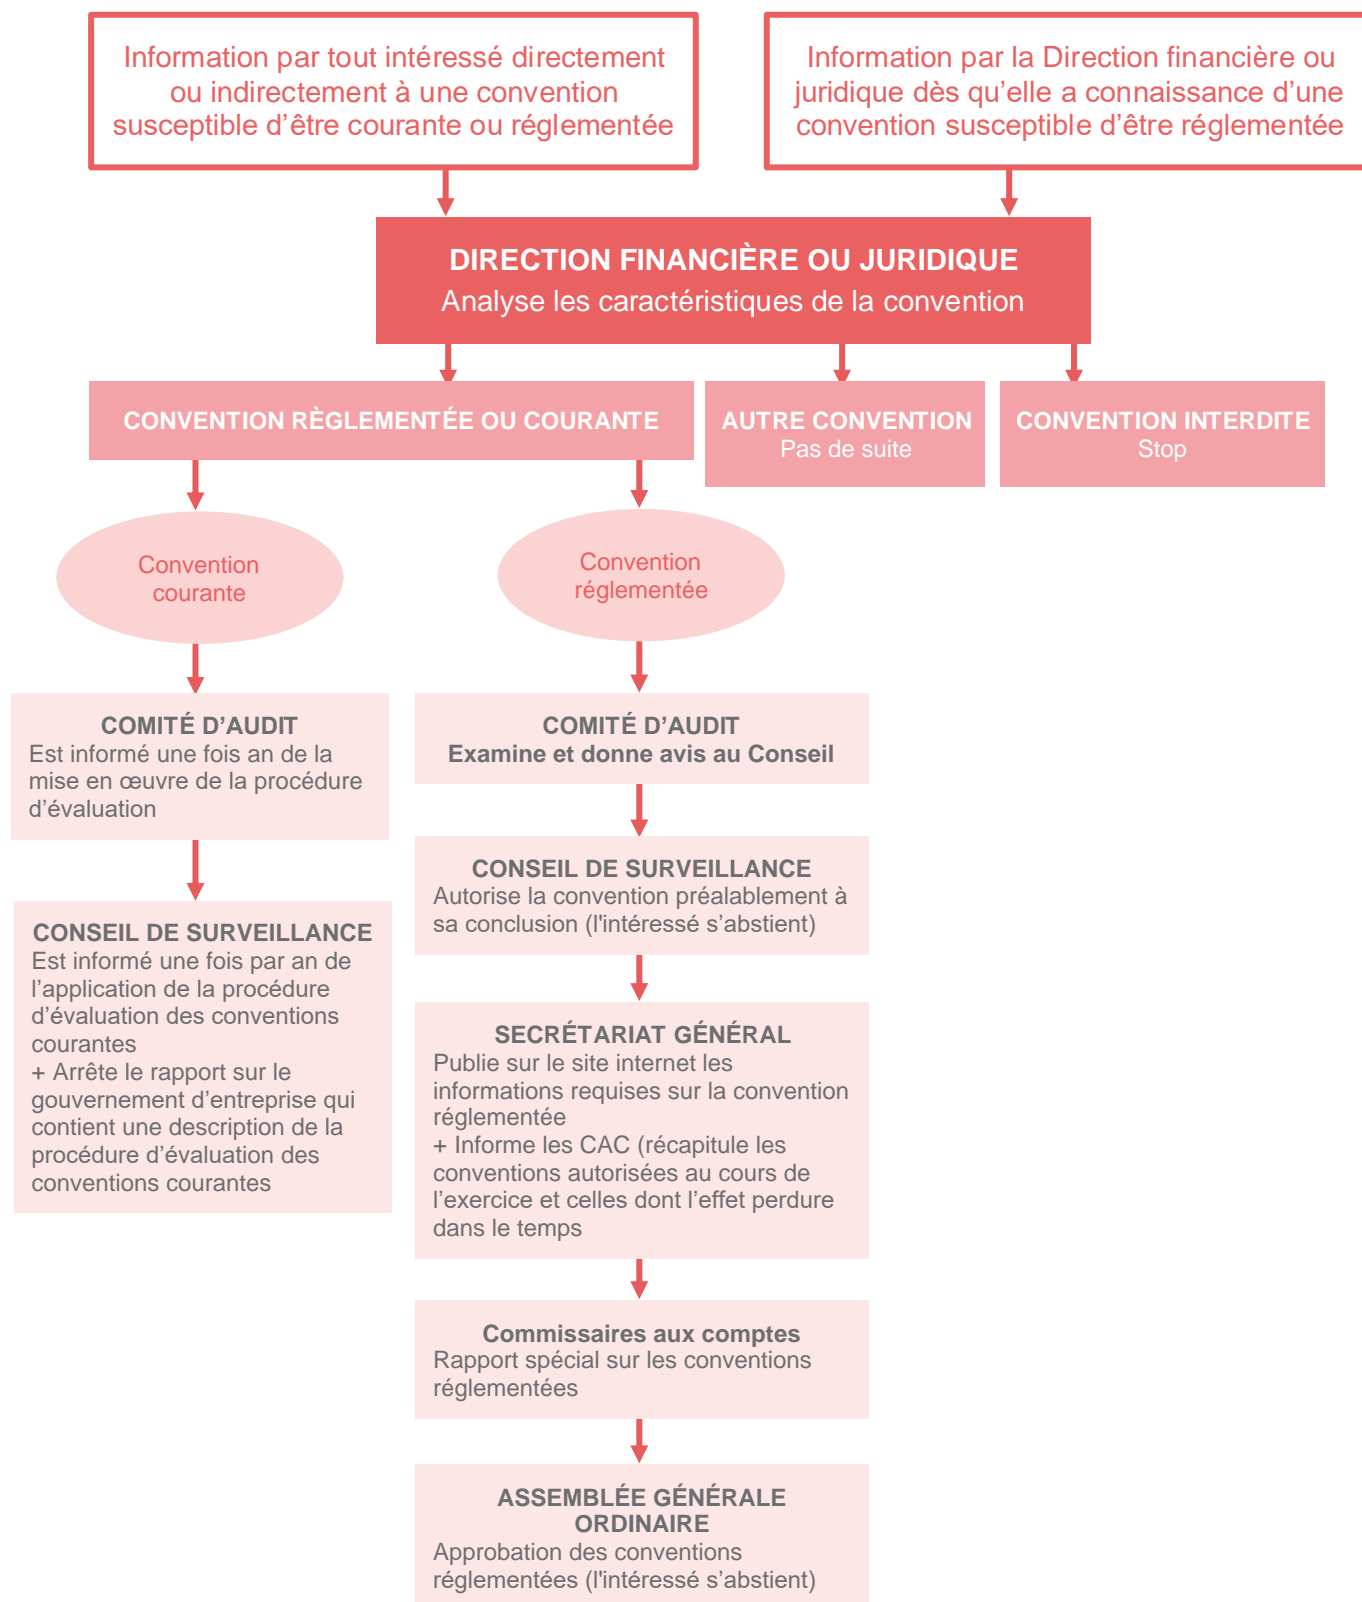 Information par tout intéressé directement
ou indirectement à une convention
susceptible d’être courante ou réglementée
Information par la Direction financière ou
juridique dès qu’elle a connaissance d’une
convention susceptible d’être réglementée
DIRECTION FINANCIÈRE OU JURIDIQUE
Analyse les caractéristiques de la convention
CONVENTION RÈGLEMENTÉE OU COURANTE
AUTRE CONVENTION
Pas de suite
CONVENTION INTERDITE
Stop
Convention
courante
Convention
réglementée
COMITÉ D’AUDIT
Est informé une fois an de la
mise en œuvre de la procédure
d’évaluation
CONSEIL DE SURVEILLANCE
Est informé une fois par an de
l’application de la procédure
d’évaluation des conventions
courantes
+ Arrête le rapport sur le
gouvernement d’entreprise qui
contient une description de la
procédure d’évaluation des
conventions courantes
COMITÉ D’AUDIT
Examine et donne avis au Conseil
CONSEIL DE SURVEILLANCE
Autorise la convention préalablement à
sa conclusion (l'intéressé s’abstient)
SECRÉTARIAT GÉNÉRAL
Publie sur le site internet les
informations requises sur la convention
réglementée
+ Informe les CAC (récapitule les
conventions autorisées au cours de
l’exercice et celles dont l’effet perdure
dans le temps
Commissaires aux comptes
Rapport spécial sur les conventions
réglementées
ASSEMBLÉE GÉNÉRALE
ORDINAIRE
Approbation des conventions
réglementées (l'intéressé s’abstient)